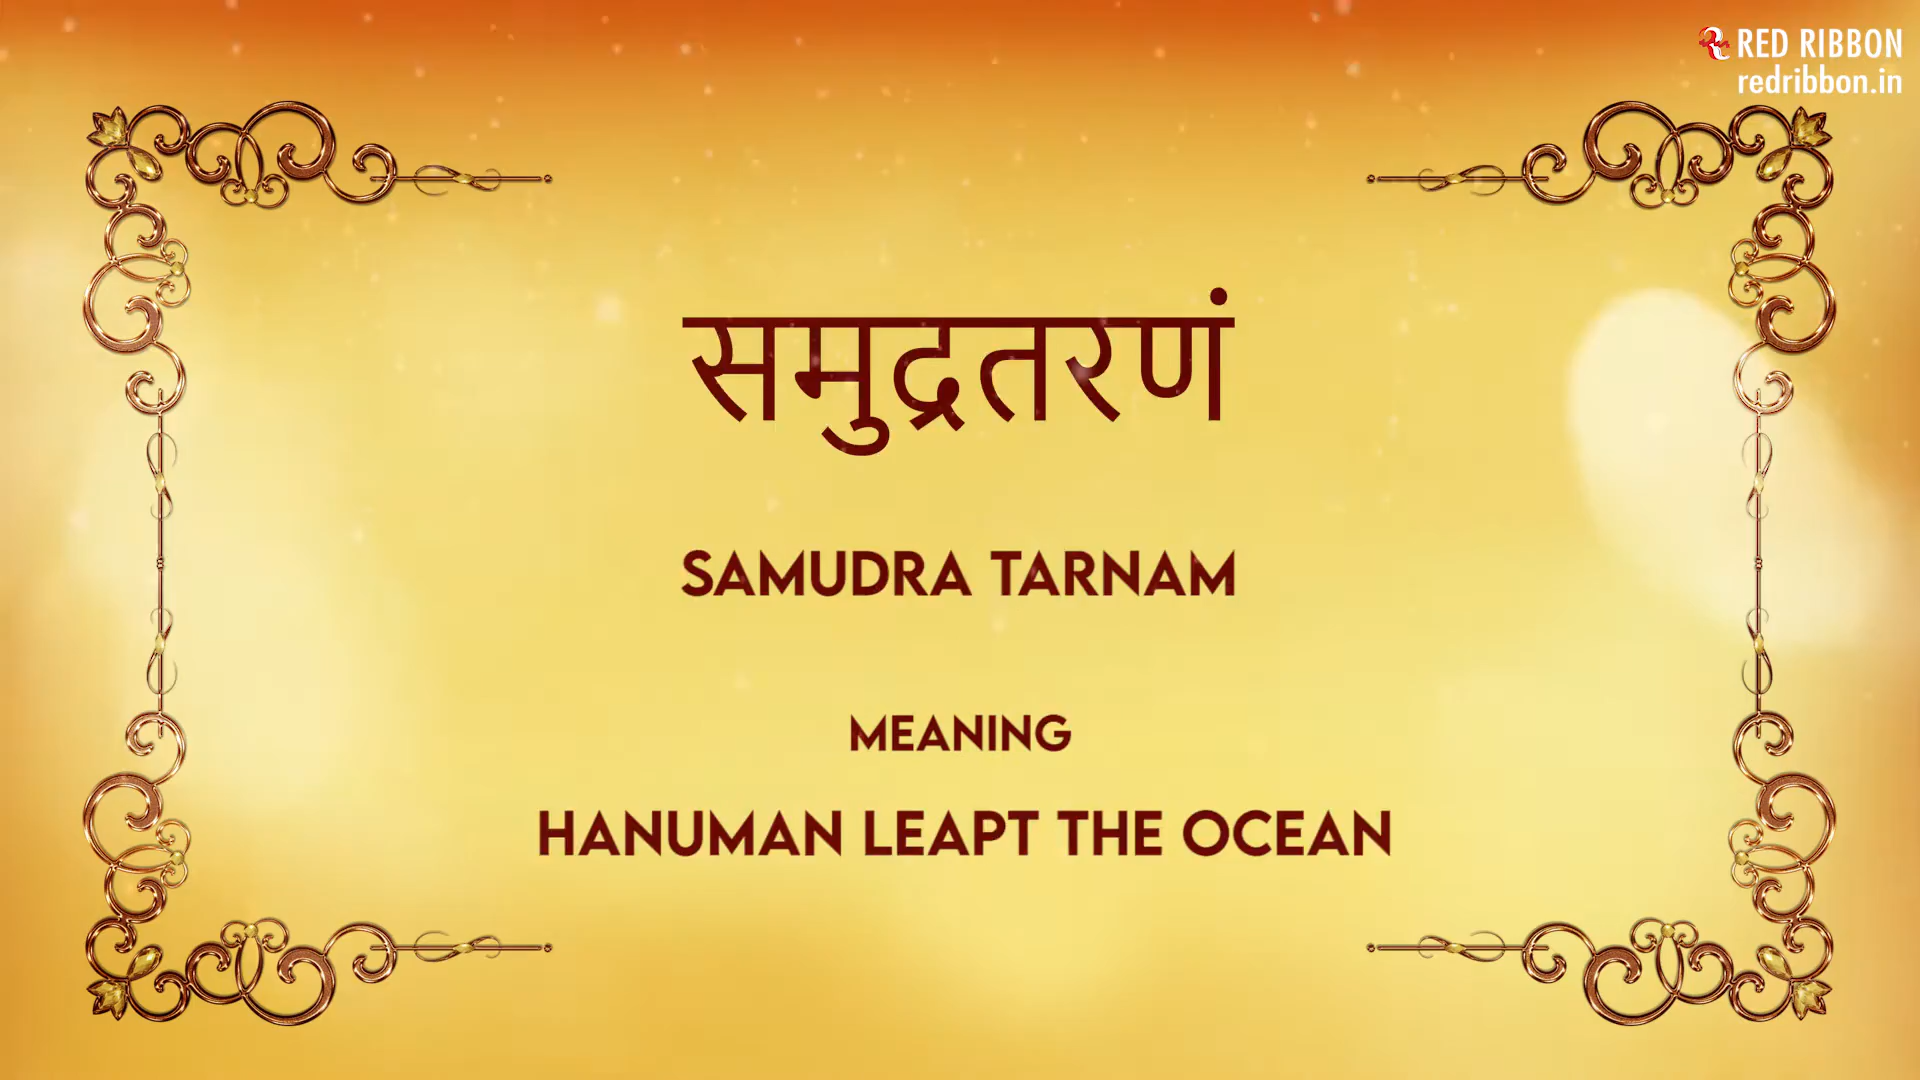 RED RIBBON
redribbon.in
समुद्रतरणं
SAMUDRA TARNAM
MEANING
HANUMAN LEAPT THE OCEAN